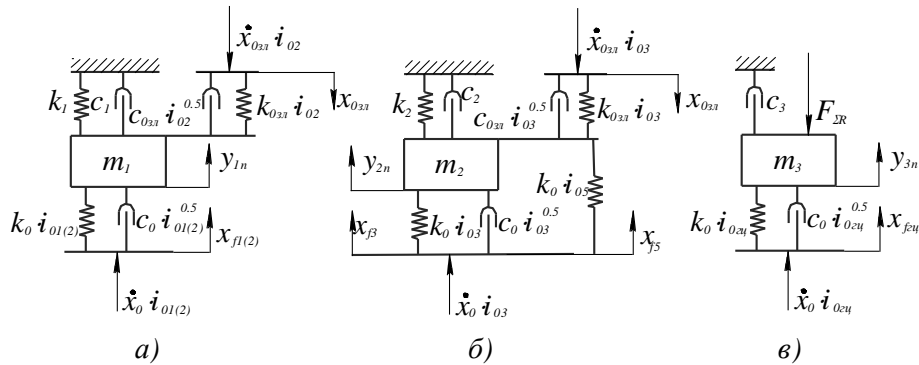 ẋ₀зл·i₀₂
k₁ c₁ c₀зл·i₀₂^0.5 k₀зл·i₀₂ x₀зл
m₁ y₁п
k₀·i₀₁₍₂₎ c₀·i₀₁₍₂₎^0.5 x_f1(2)
ẋ₀·i₀₁₍₂₎
а)
ẋ₀зл·i₀₃
k₂ c₂ c₀зл·i₀₃^0.5 k₀зл·i₀₃ x₀зл
y₂п m₂ k₀·i₀₅
x_f3 k₀·i₀₃ c₀·i₀₃^0.5 x_f5
ẋ₀·i₀₃
б)
c₃ F_ΣR
m₃ y₃п
k₀·i₀гц c₀·i₀гц^0.5 x_fгц
ẋ₀·i₀гц
в)